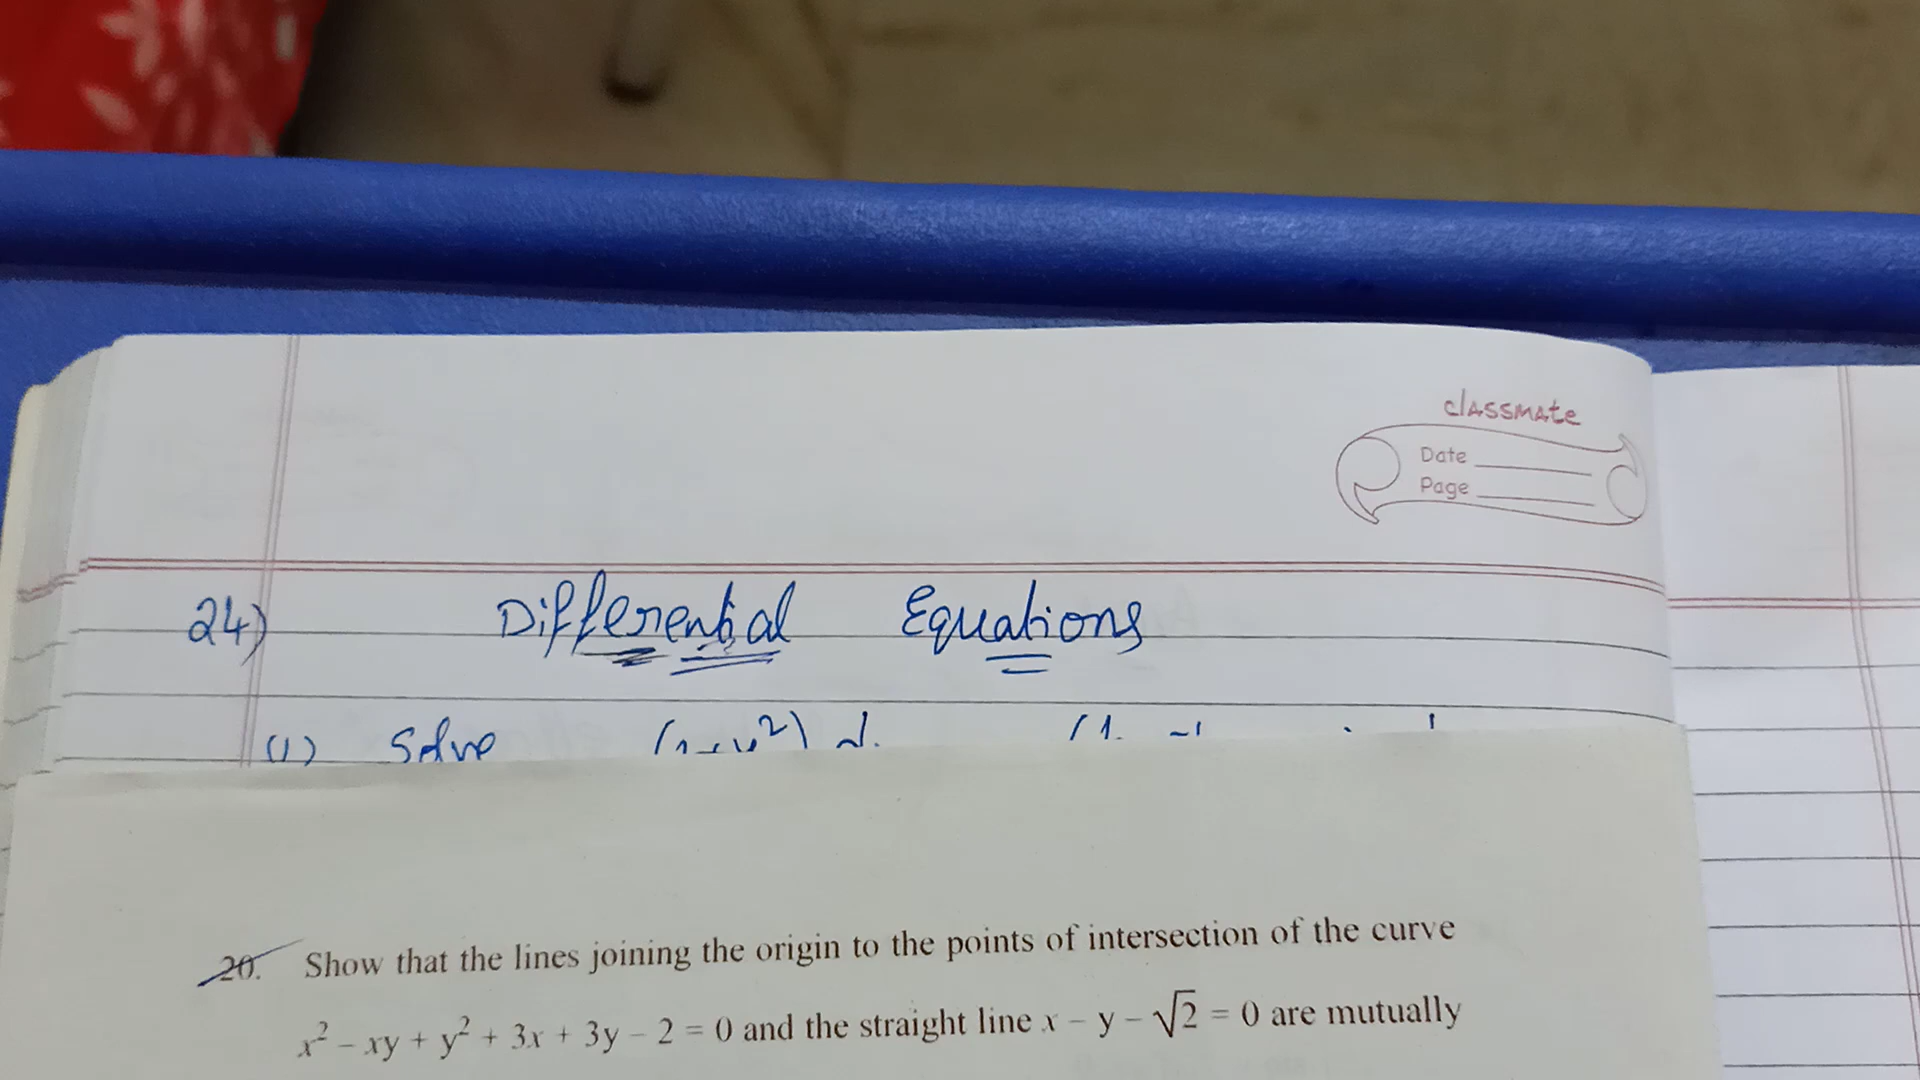 classmate
Date
Page
24) Differential Equations
(1) Solve
20. Show that the lines joining the origin to the points of intersection of the curve
x² – xy + y² + 3x + 3y – 2 = 0 and the straight line x – y – √2 = 0 are mutually